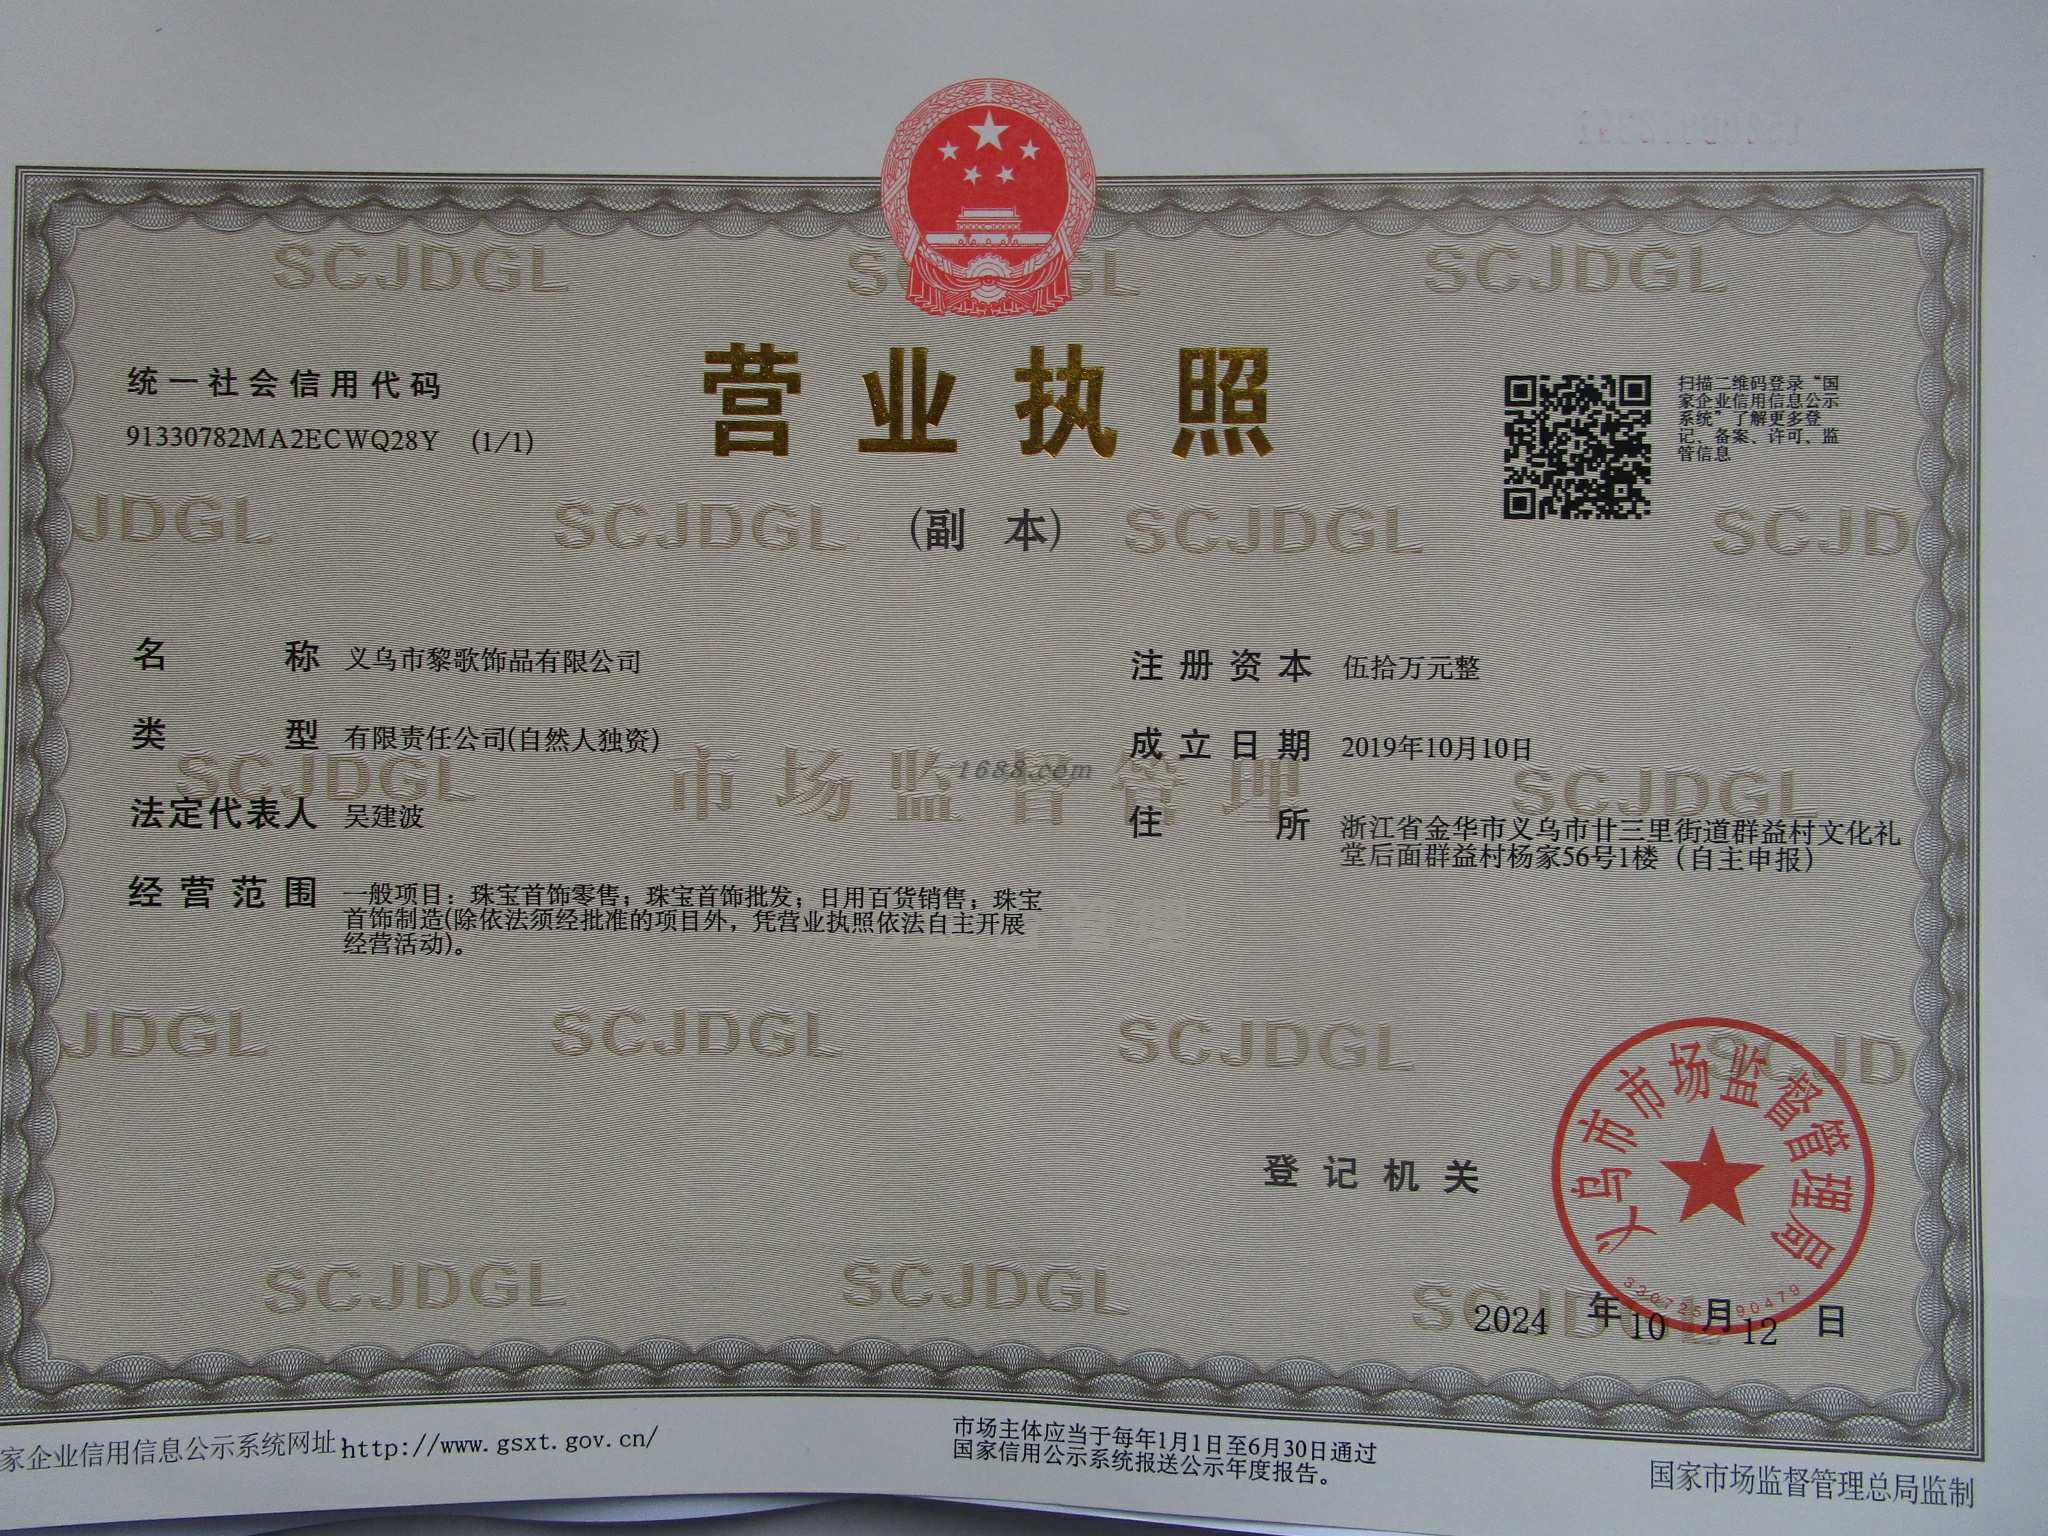 统一社会信用代码
91330782MA2ECWQ28Y (1/1)
营业执照
(副 本)
扫描二维码登录“国
家企业信用信息公示
系统”了解更多登
记、备案、许可、监
管信息
名 称 义乌市黎歌饰品有限公司
类 型 有限责任公司(自然人独资)
法定代表人 吴建波
经营范围 一般项目：珠宝首饰零售；珠宝首饰批发；日用百货销售；珠宝
首饰制造(除依法须经批准的项目外，凭营业执照依法自主开展
经营活动)。
注册资本 伍拾万元整
成立日期 2019年10月10日
住 所 浙江省金华市义乌市廿三里街道群益村文化礼
堂后面群益村杨家56号1楼（自主申报）
SCJDGL
市场监督管理
1688.com
登记机关
义乌市市场监督管理局
2024 年 10 月 12 日
家企业信用信息公示系统网址:http://www.gsxt.gov.cn/
市场主体应当于每年1月1日至6月30日通过
国家信用公示系统报送公示年度报告。
国家市场监督管理总局监制